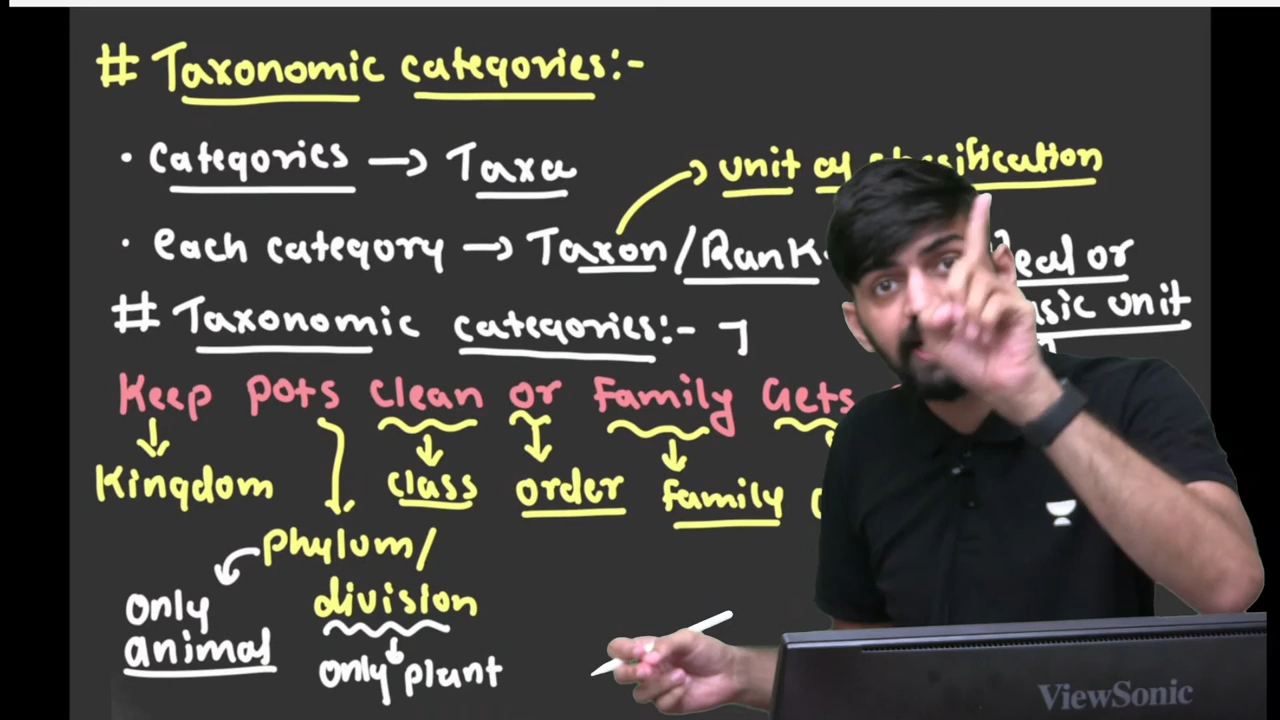 # Taxonomic categories:-
• Categories → Taxa
→ unit of classification
• each category → Taxon/Rank
# Taxonomic categories:-
Keep pots clean or Family Gets
Kingdom class order family
phylum/
only division
animal
only plant
unit
ViewSonic